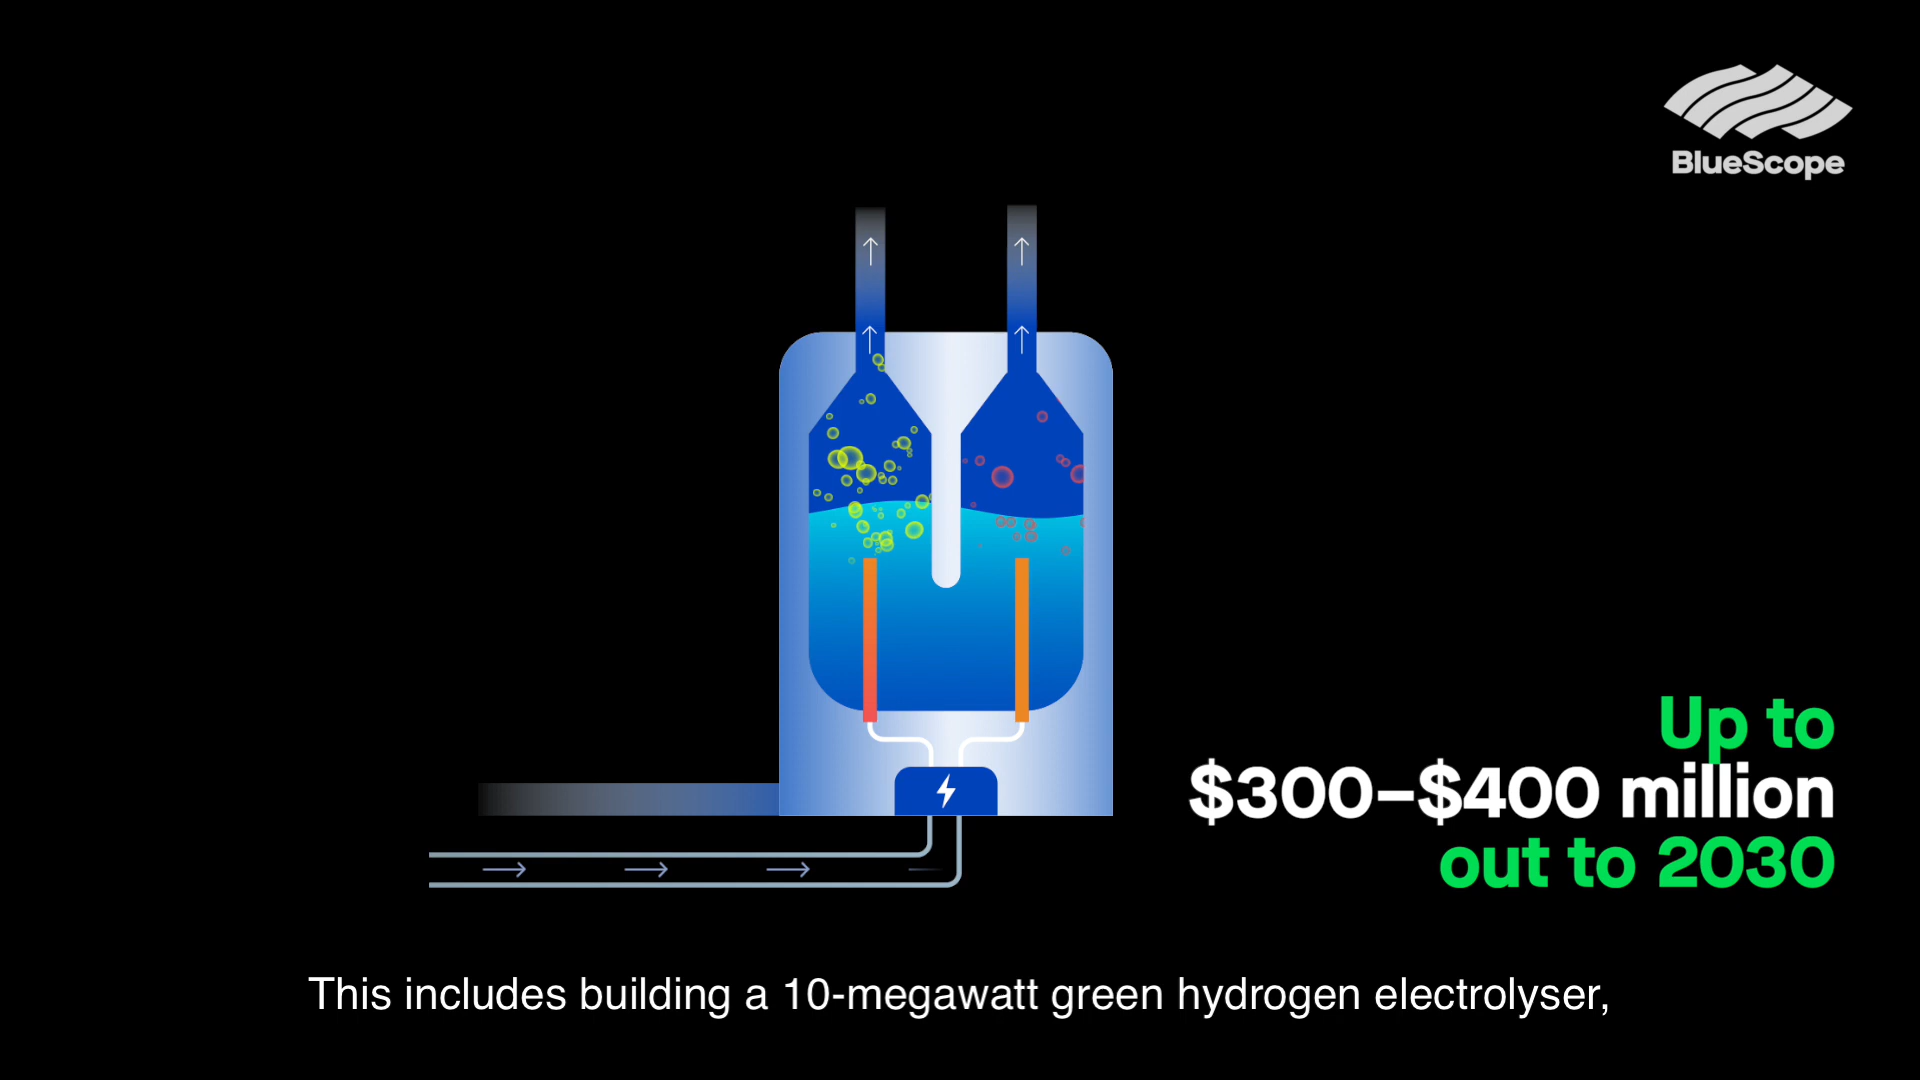 BlueScope
Up to
$300–$400 million
out to 2030
This includes building a 10-megawatt green hydrogen electrolyser,